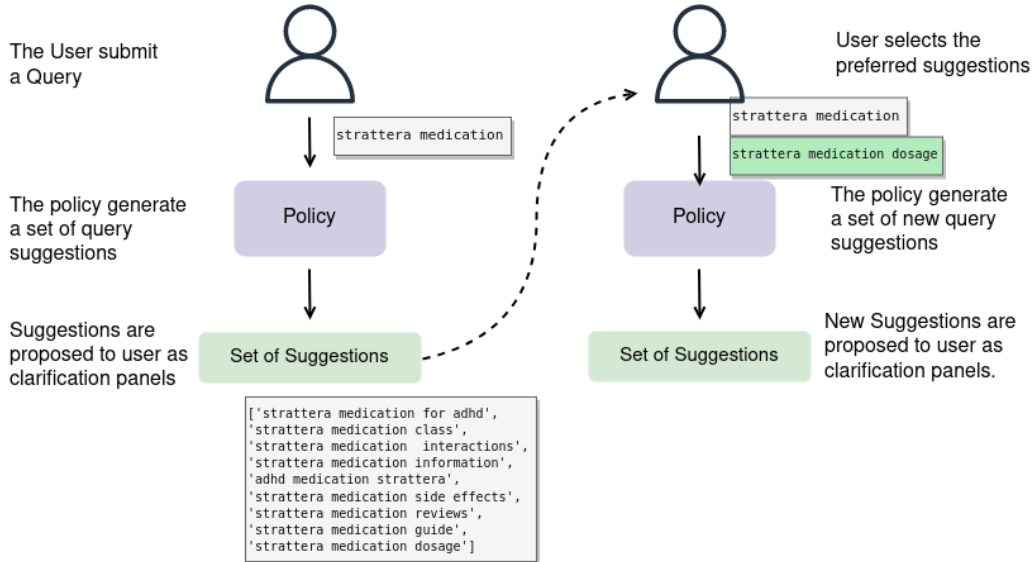 The User submit
a Query
strattera medication
The policy generate
a set of query
suggestions
Policy
Suggestions are
proposed to user as
clarification panels
Set of Suggestions
['strattera medication for adhd',
'strattera medication class',
'strattera medication  interactions',
'strattera medication information',
'adhd medication strattera',
'strattera medication side effects',
'strattera medication reviews',
'strattera medication guide',
'strattera medication dosage']
User selects the
preferred suggestions
strattera medication
strattera medication dosage
Policy
The policy generate
a set of new query
suggestions
Set of Suggestions
New Suggestions are
proposed to user as
clarification panels.